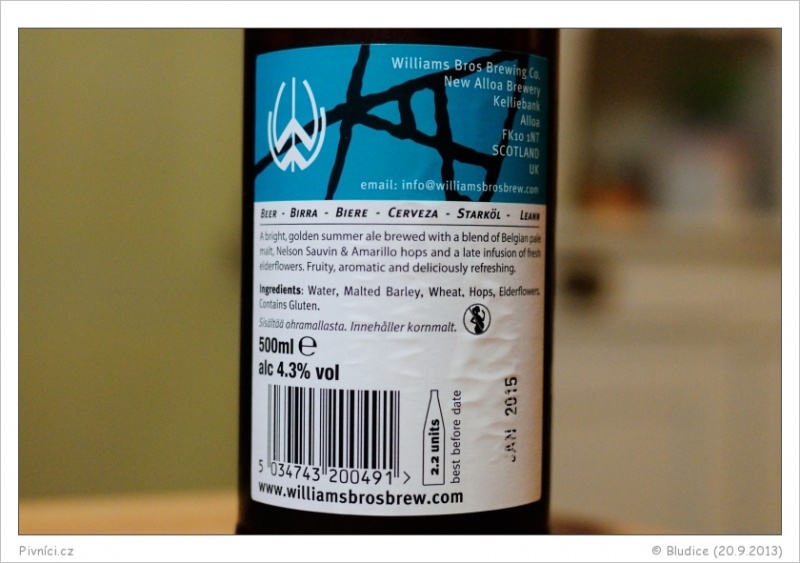 Williams Bros Brewing Co.
New Alloa Brewery
Kelliebank
Alloa
FK10 1NT
SCOTLAND
UK
email: info@williamsbrosbrew.com
BEER - BIRRA - BIERE - CERVEZA - STARKÖL - LEANN
A bright, golden summer ale brewed with a blend of Belgian pale
malt, Nelson Sauvin & Amarillo hops and a late infusion of fresh
elderflowers. Fruity, aromatic and deliciously refreshing.
Ingredients: Water, Malted Barley, Wheat, Hops, Elderflowers.
Contains Gluten.
Sisältää ohramallasta. Innehåller kornmalt.
500ml ℮
alc 4.3% vol
5 034743 200491 >
2.2 units
best before date
JAN 2015
www.williamsbrosbrew.com
Pivníci.cz
© Bludice (20.9.2013)